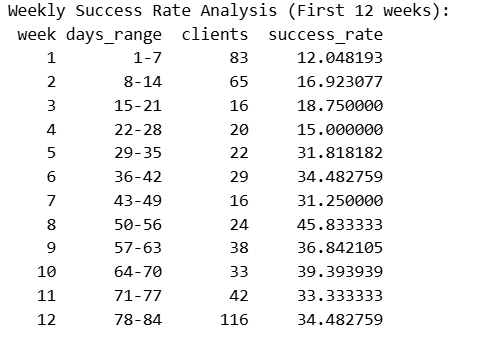 Weekly Success Rate Analysis (First 12 weeks):
week days_range clients success_rate
1 1-7 83 12.048193
2 8-14 65 16.923077
3 15-21 16 18.750000
4 22-28 20 15.000000
5 29-35 22 31.818182
6 36-42 29 34.482759
7 43-49 16 31.250000
8 50-56 24 45.833333
9 57-63 38 36.842105
10 64-70 33 39.393939
11 71-77 42 33.333333
12 78-84 116 34.482759